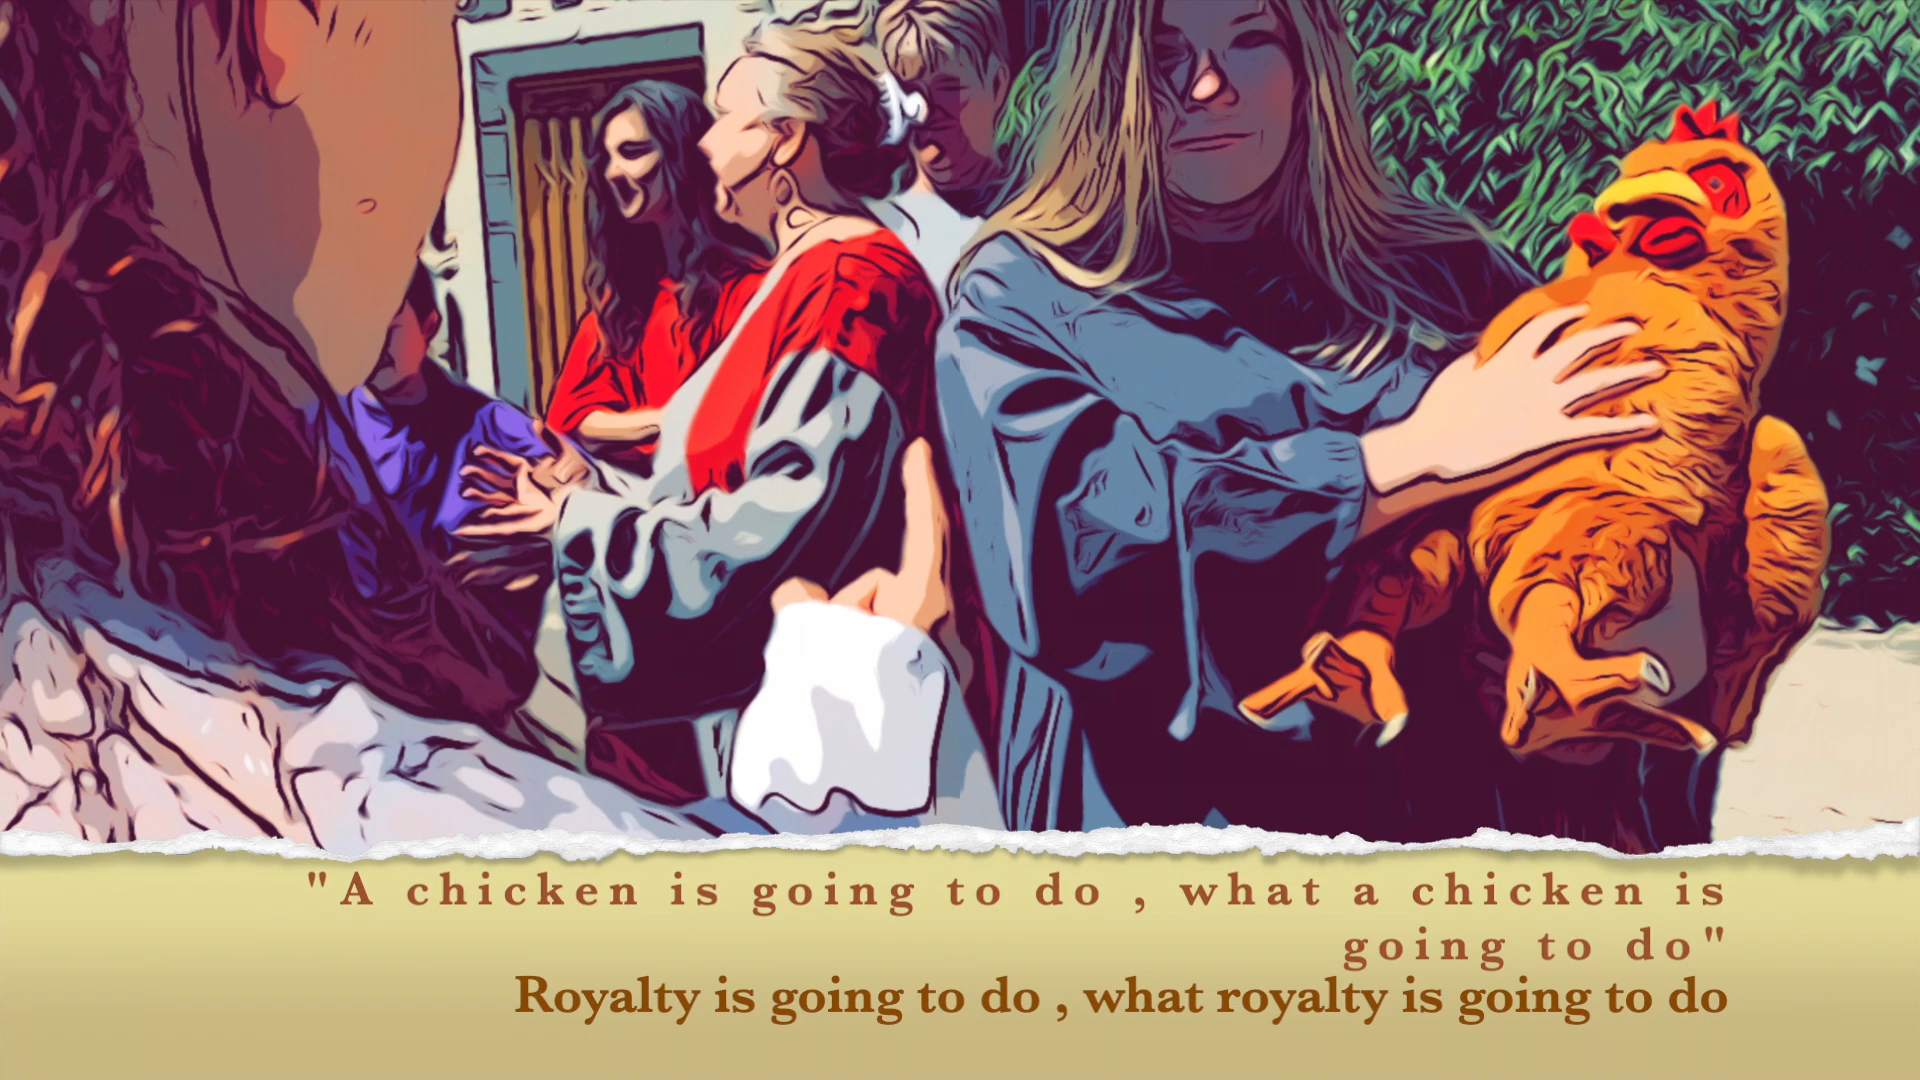 "A chicken is going to do , what a chicken is
going to do"
Royalty is going to do , what royalty is going to do